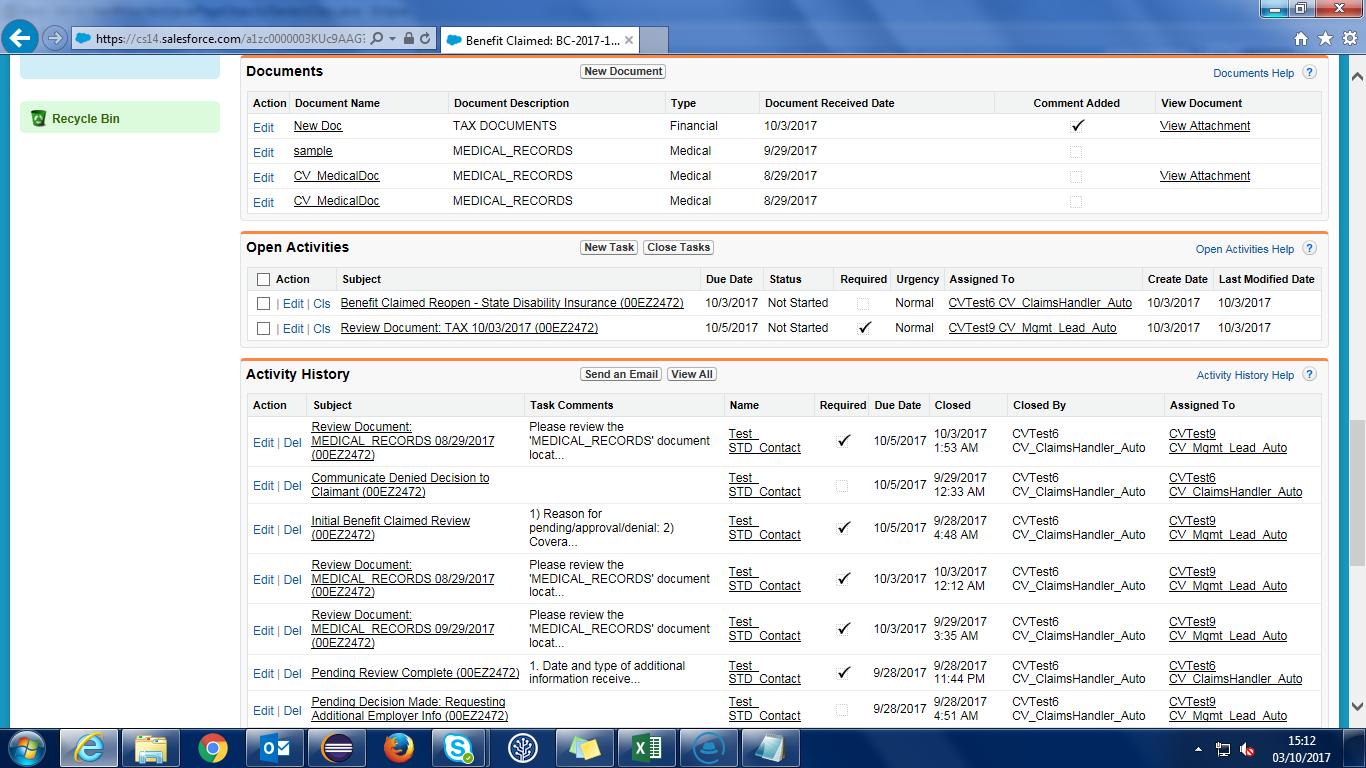 https://cs14.salesforce.com/a1zc0000003KUc9AAG
Benefit Claimed: BC-2017-1...
Recycle Bin
Documents
New Document
Documents Help ?
Action Document Name Document Description Type Document Received Date Comment Added View Document
Edit New Doc TAX DOCUMENTS Financial 10/3/2017 View Attachment
Edit sample MEDICAL_RECORDS Medical 9/29/2017
Edit CV_MedicalDoc MEDICAL_RECORDS Medical 8/29/2017 View Attachment
Edit CV_MedicalDoc MEDICAL_RECORDS Medical 8/29/2017
Open Activities
New Task Close Tasks
Open Activities Help ?
Action Subject Due Date Status Required Urgency Assigned To Create Date Last Modified Date
| Edit | Cls Benefit Claimed Reopen - State Disability Insurance (00EZ2472) 10/3/2017 Not Started Normal CVTest6 CV_ClaimsHandler_Auto 10/3/2017 10/3/2017
| Edit | Cls Review Document: TAX 10/03/2017 (00EZ2472) 10/5/2017 Not Started Normal CVTest9 CV_Mgmt_Lead_Auto 10/3/2017 10/3/2017
Activity History
Send an Email View All
Activity History Help ?
Action Subject Task Comments Name Required Due Date Closed Closed By Assigned To
Review Document: Please review the
Edit | Del MEDICAL_RECORDS 08/29/2017 'MEDICAL_RECORDS' document Test_ STD_Contact 10/5/2017 10/3/2017 1:53 AM CVTest6 CV_ClaimsHandler_Auto CVTest9 CV_Mgmt_Lead_Auto
(00EZ2472) locat...
Communicate Denied Decision to Test_ 9/29/2017 CVTest6 CVTest6
Edit | Del Claimant (00EZ2472) STD_Contact 10/5/2017 12:33 AM CV_ClaimsHandler_Auto CV_ClaimsHandler_Auto
1) Reason for
Edit | Del Initial Benefit Claimed Review pending/approval/denial: 2) Test_ STD_Contact 10/5/2017 9/28/2017 4:48 AM CVTest6 CV_ClaimsHandler_Auto CVTest9 CV_Mgmt_Lead_Auto
(00EZ2472) Covera...
Review Document: Please review the
Edit | Del MEDICAL_RECORDS 08/29/2017 'MEDICAL_RECORDS' document Test_ STD_Contact 10/3/2017 10/3/2017 12:12 AM CVTest6 CV_ClaimsHandler_Auto CVTest9 CV_Mgmt_Lead_Auto
(00EZ2472) locat...
Review Document: Please review the
Edit | Del MEDICAL_RECORDS 09/29/2017 'MEDICAL_RECORDS' document Test_ STD_Contact 10/3/2017 9/29/2017 3:35 AM CVTest6 CV_ClaimsHandler_Auto CVTest9 CV_Mgmt_Lead_Auto
(00EZ2472) locat...
1. Date and type of additional Test_ 9/28/2017 CVTest6 CVTest6
Edit | Del Pending Review Complete (00EZ2472) information receive... STD_Contact 9/28/2017 11:44 PM CV_ClaimsHandler_Auto CV_ClaimsHandler_Auto
Pending Decision Made: Requesting Test_ 9/28/2017 CVTest6 CVTest9
Edit | Del Additional Employer Info (00EZ2472) STD_Contact 9/28/2017 4:51 AM CV_ClaimsHandler_Auto CV_Mgmt_Lead_Auto
15:12
03/10/2017